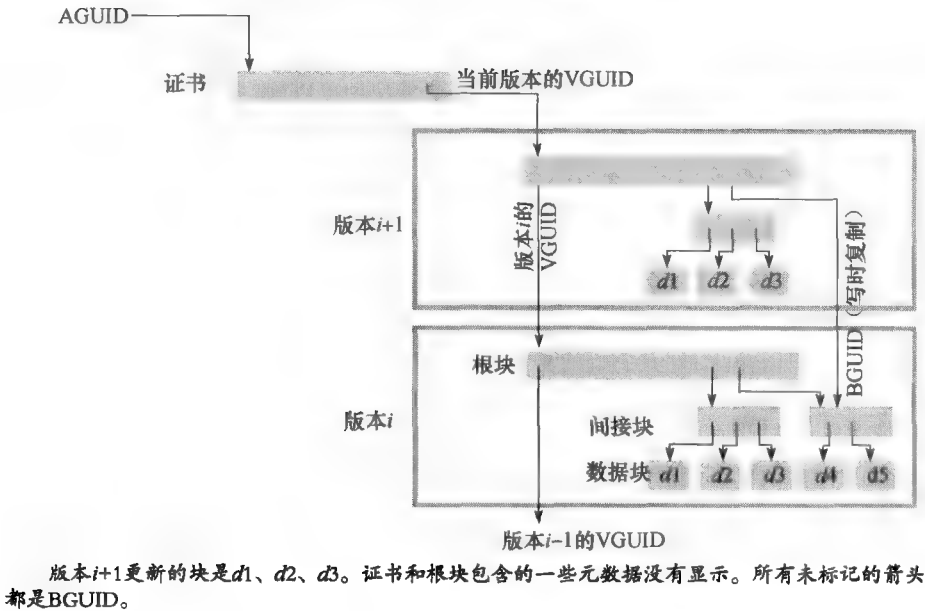 AGUID
证书
当前版本的VGUID
版本i+1
版本i的
VGUID
d1 d2 d3
BGUID（写时复制）
根块
版本i
间接块
数据块 d1 d2 d3 d4 d5
版本i-1的VGUID
版本i+1更新的块是d1、d2、d3。证书和根块包含的一些元数据没有显示。所有未标记的箭头
都是BGUID。